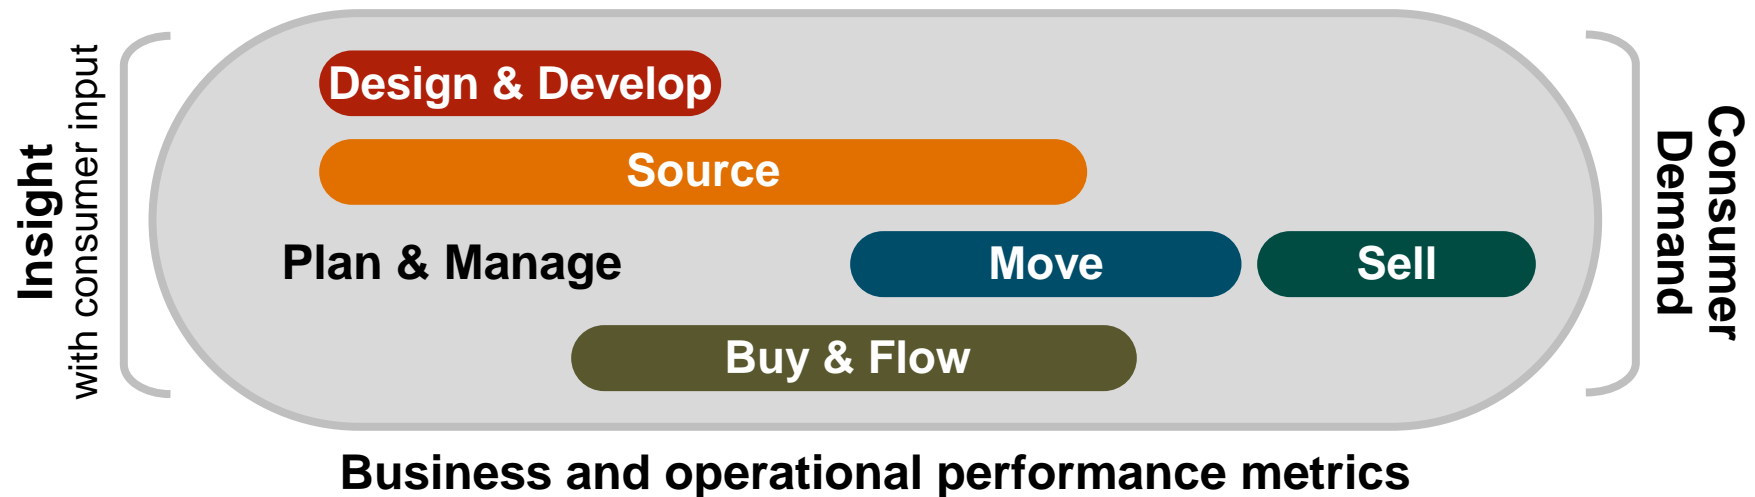 Insight
with consumer input
Design & Develop
Source
Plan & Manage
Move
Sell
Buy & Flow
Consumer
Demand
Business and operational performance metrics